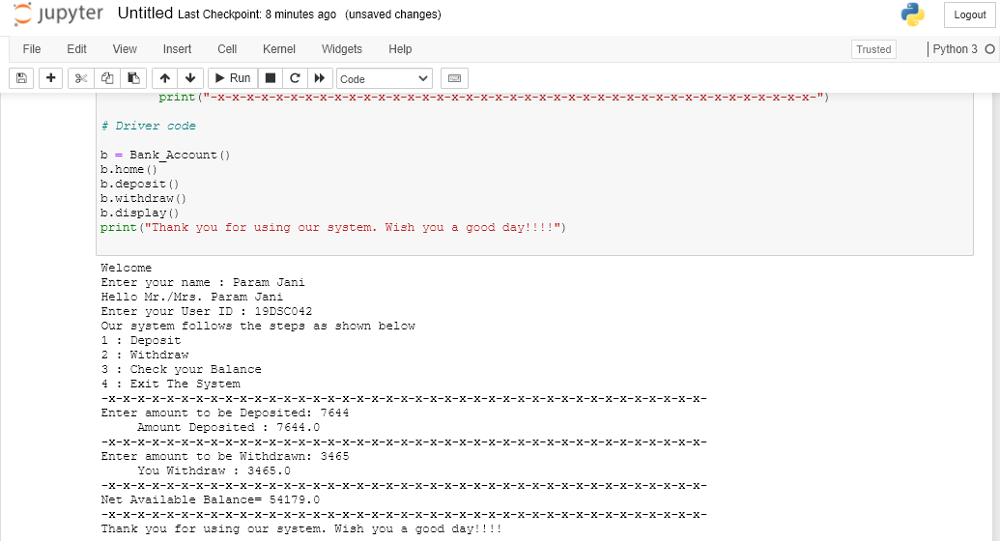 jupyter Untitled Last Checkpoint: 8 minutes ago (unsaved changes) Logout
File Edit View Insert Cell Kernel Widgets Help Trusted Python 3
Run Code
print("-x-x-x-x-x-x-x-x-x-x-x-x-x-x-x-x-x-x-x-x-x-x-x-x-x-x-x-x-x-x-x-x-x-x-x-x-x-x-x-x-x-")
# Driver code
b = Bank_Account()
b.home()
b.deposit()
b.withdraw()
b.display()
print("Thank you for using our system. Wish you a good day!!!!")
Welcome
Enter your name : Param Jani
Hello Mr./Mrs. Param Jani
Enter your User ID : 19DSC042
Our system follows the steps as shown below
1 : Deposit
2 : Withdraw
3 : Check your Balance
4 : Exit The System
-x-x-x-x-x-x-x-x-x-x-x-x-x-x-x-x-x-x-x-x-x-x-x-x-x-x-x-x-x-x-x-x-x-x-x-x-x-x-x-x-x-
Enter amount to be Deposited: 7644
Amount Deposited : 7644.0
-x-x-x-x-x-x-x-x-x-x-x-x-x-x-x-x-x-x-x-x-x-x-x-x-x-x-x-x-x-x-x-x-x-x-x-x-x-x-x-x-x-
Enter amount to be Withdrawn: 3465
You Withdraw : 3465.0
-x-x-x-x-x-x-x-x-x-x-x-x-x-x-x-x-x-x-x-x-x-x-x-x-x-x-x-x-x-x-x-x-x-x-x-x-x-x-x-x-x-
Net Available Balance= 54179.0
-x-x-x-x-x-x-x-x-x-x-x-x-x-x-x-x-x-x-x-x-x-x-x-x-x-x-x-x-x-x-x-x-x-x-x-x-x-x-x-x-x-
Thank you for using our system. Wish you a good day!!!!